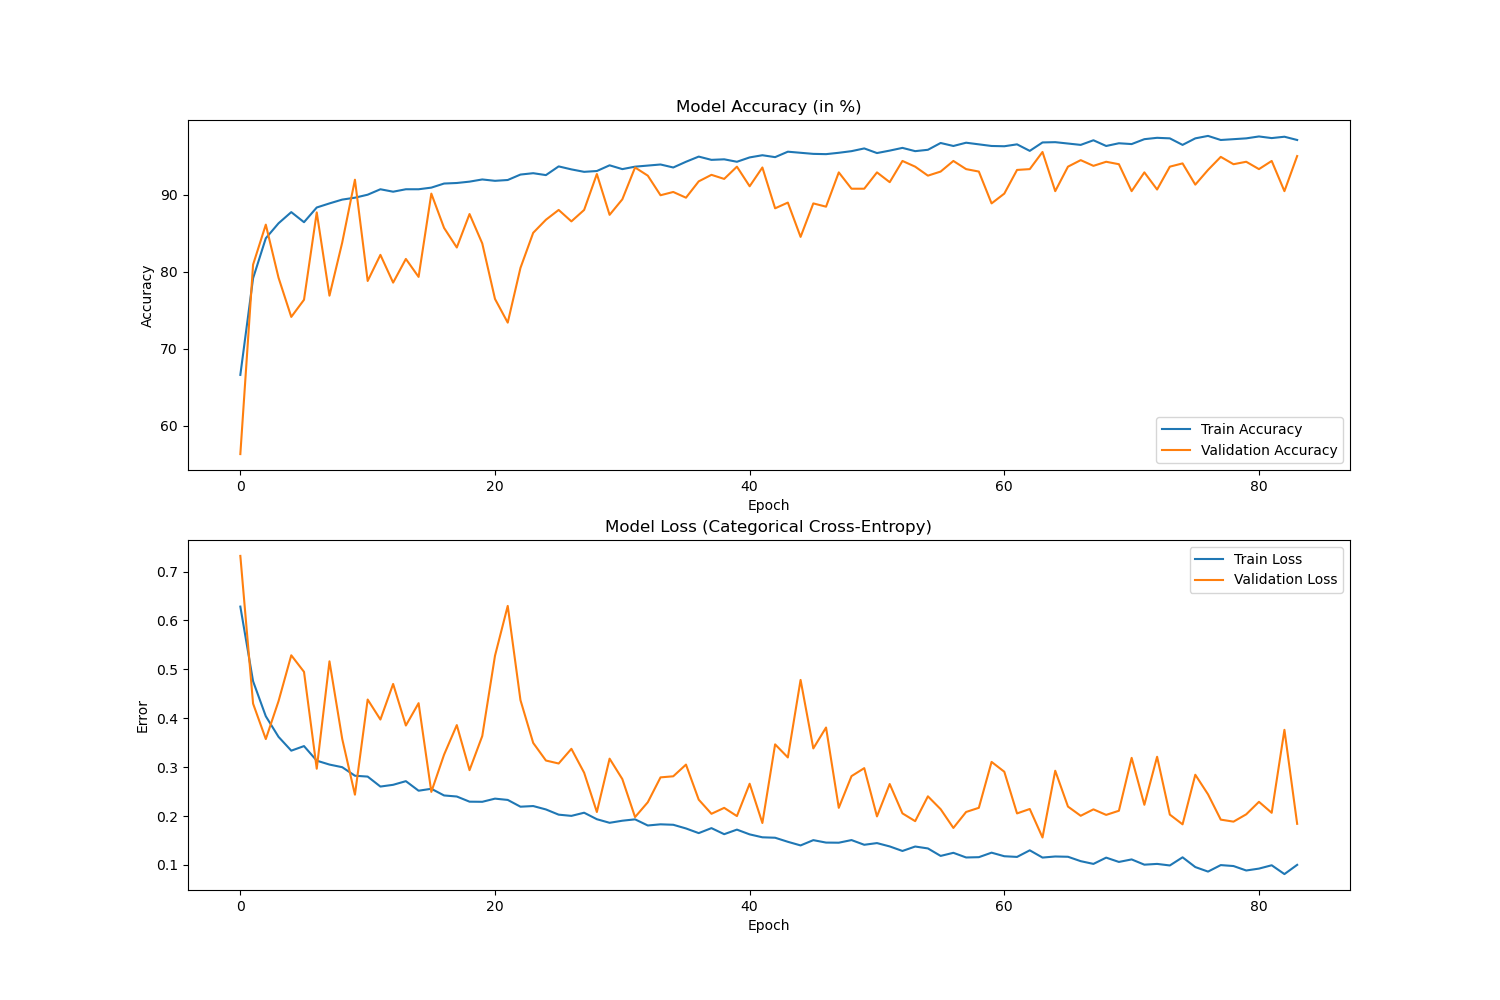 Model Accuracy (in %)
Accuracy
90
80
70
60
Train Accuracy
Validation Accuracy
0 20 40 60 80
Epoch
Model Loss (Categorical Cross-Entropy)
Error
0.7
0.6
0.5
0.4
0.3
0.2
0.1
Train Loss
Validation Loss
0 20 40 60 80
Epoch